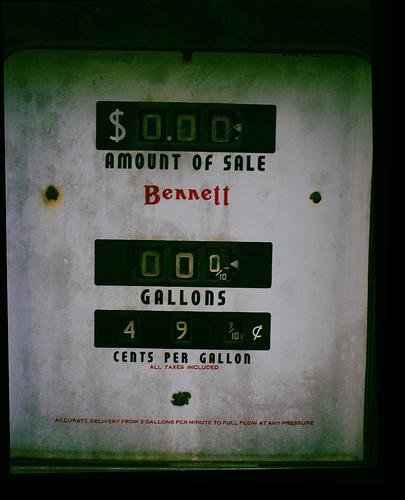 $ 0.00
AMOUNT OF SALE
Bennett
0 0 0/10
GALLONS
4 9 9/10 ¢
CENTS PER GALLON
ALL TAXES INCLUDED
ACCURATE DELIVERY FROM 3 GALLONS PER MINUTE TO FULL FLOW AT ANY PRESSURE